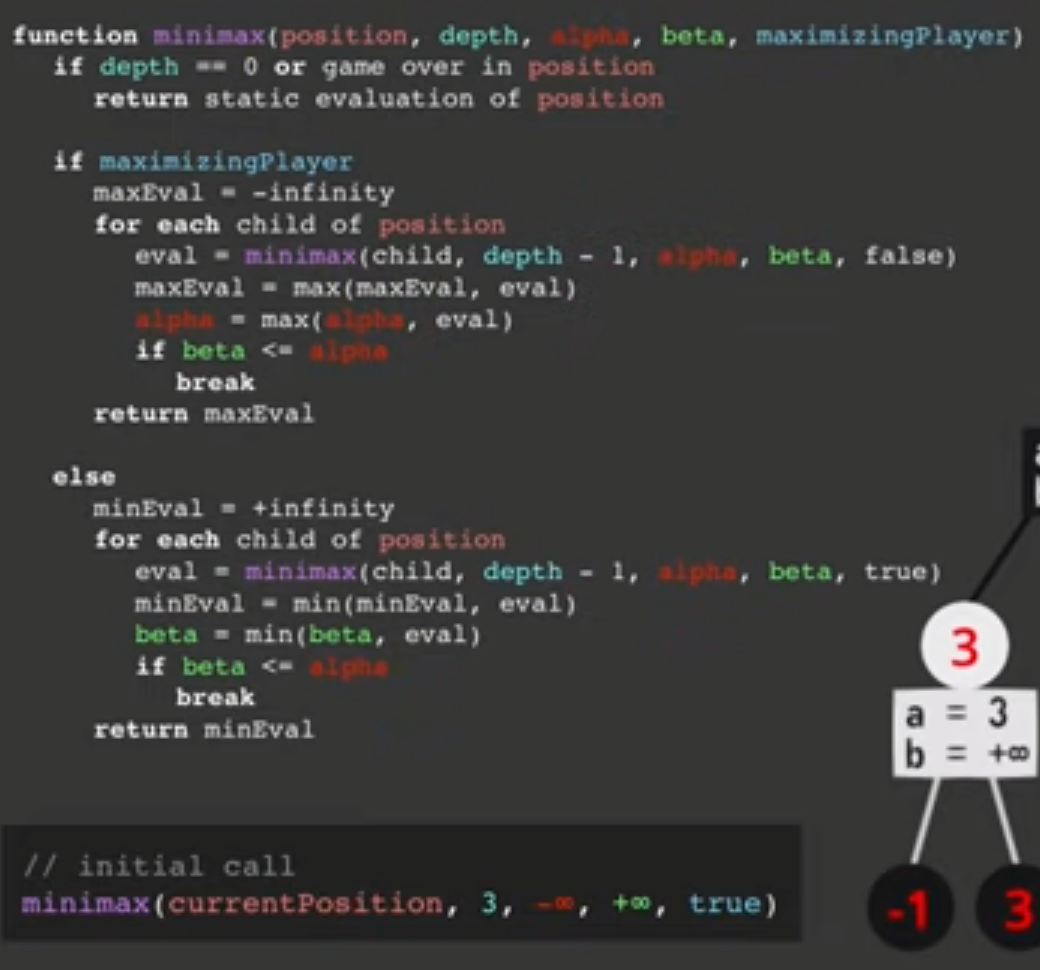 function minimax(position, depth, alpha, beta, maximizingPlayer)
if depth == 0 or game over in position
return static evaluation of position
if maximizingPlayer
maxEval = -infinity
for each child of position
eval = minimax(child, depth - 1, alpha, beta, false)
maxEval = max(maxEval, eval)
alpha = max(alpha, eval)
if beta <= alpha
break
return maxEval
else
minEval = +infinity
for each child of position
eval = minimax(child, depth - 1, alpha, beta, true)
minEval = min(minEval, eval)
beta = min(beta, eval)
if beta <= alpha
break
return minEval
// initial call
minimax(currentPosition, 3, -∞, +∞, true)
3
a = 3
b = +∞
-1
3